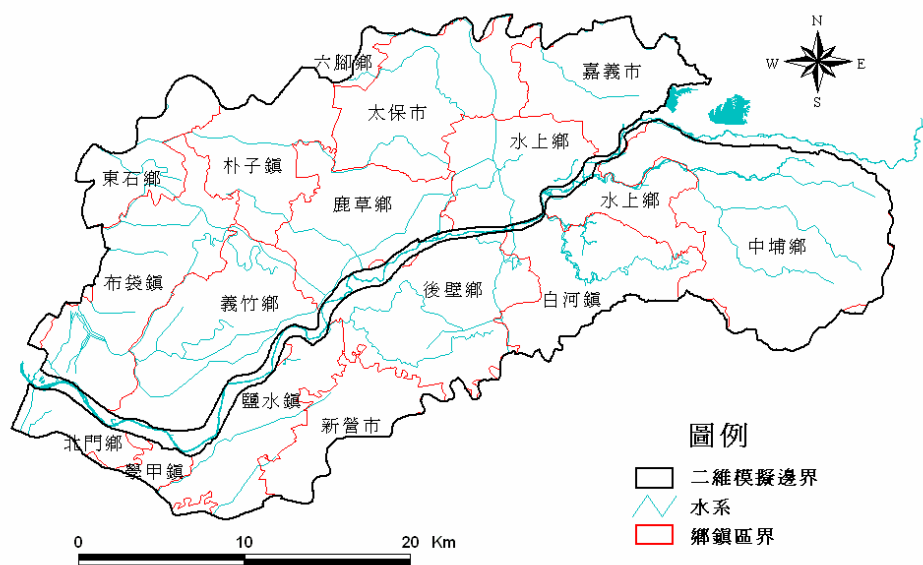 N
W E
S
六腳鄉
嘉義市
太保市
水上鄉
朴子鎮
東石鄉
鹿草鄉
水上鄉
中埔鄉
布袋鎮
義竹鄉
後壁鄉
白河鎮
鹽水鎮
新營市
北門鄉
學甲鎮
圖例
二維模擬邊界
水系
鄉鎮區界
0 10 20 Km